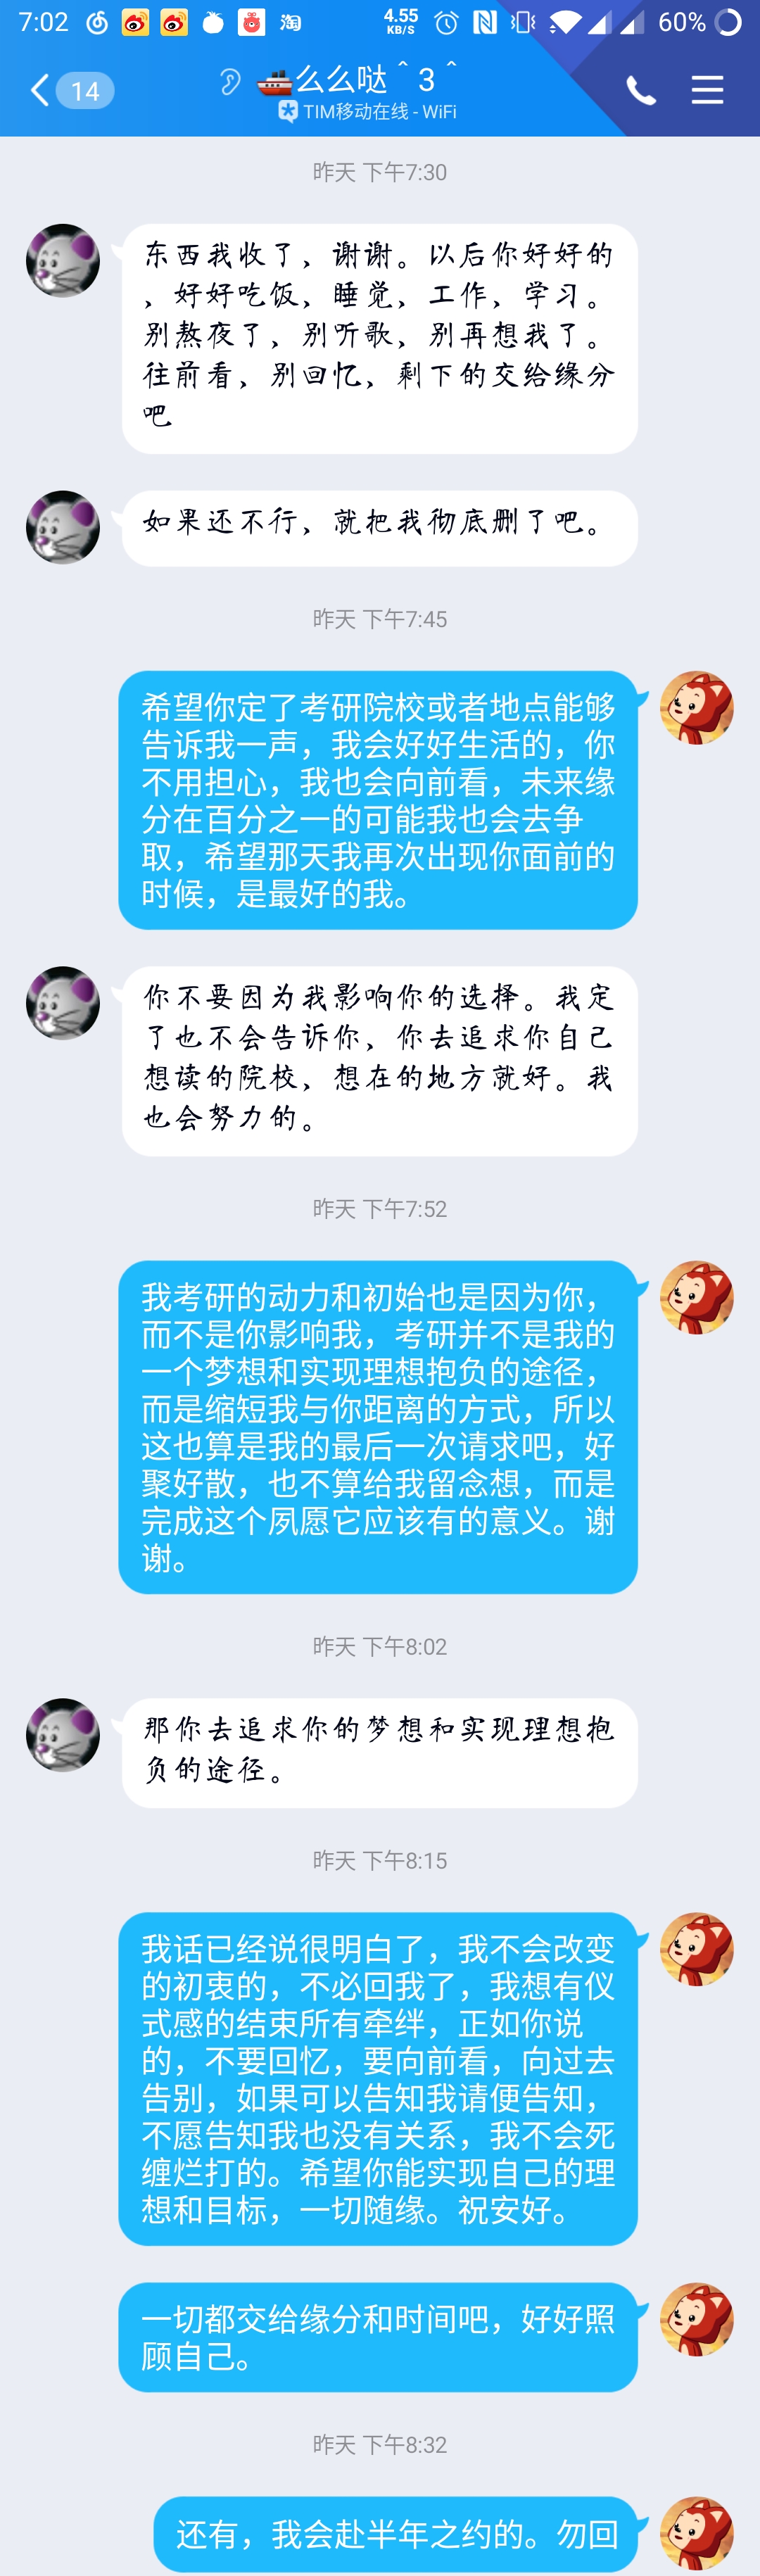 7:02
淘
4.55
KB/S
60%
14
🚢么么哒＾3＾
TIM移动在线 - WiFi
昨天 下午7:30
东西我收了、谢谢。以后你好好的
，好好吃饭，睡觉，工作，学习。
别熬夜了，别听歌，别再想我了。
往前看，别回忆，剩下的交给缘分
吧
如果还不行、就把我彻底删了吧。
昨天 下午7:45
希望你定了考研院校或者地点能够
告诉我一声，我会好好生活的，你
不用担心，我也会向前看，未来缘
分在百分之一的可能我也会去争
取，希望那天我再次出现你面前的
时候，是最好的我。
你不要因为我影响你的选择。我定
了也不会告诉你、你去追求你自己
想读的院校、想在的地方就好。我
也会努力的。
昨天 下午7:52
我考研的动力和初始也是因为你，
而不是你影响我，考研并不是我的
一个梦想和实现理想抱负的途径，
而是缩短我与你距离的方式，所以
这也算是我的最后一次请求吧，好
聚好散，也不算给我留念想，而是
完成这个夙愿它应该有的意义。谢
谢。
昨天 下午8:02
那你去追求你的梦想和实现理想抱
负的途径。
昨天 下午8:15
我话已经说很明白了，我不会改变
的初衷的，不必回我了，我想有仪
式感的结束所有牵绊，正如你说
的，不要回忆，要向前看，向过去
告别，如果可以告知我请便告知，
不愿告知我也没有关系，我不会死
缠烂打的。希望你能实现自己的理
想和目标，一切随缘。祝安好。
一切都交给缘分和时间吧，好好照
顾自己。
昨天 下午8:32
还有，我会赴半年之约的。勿回